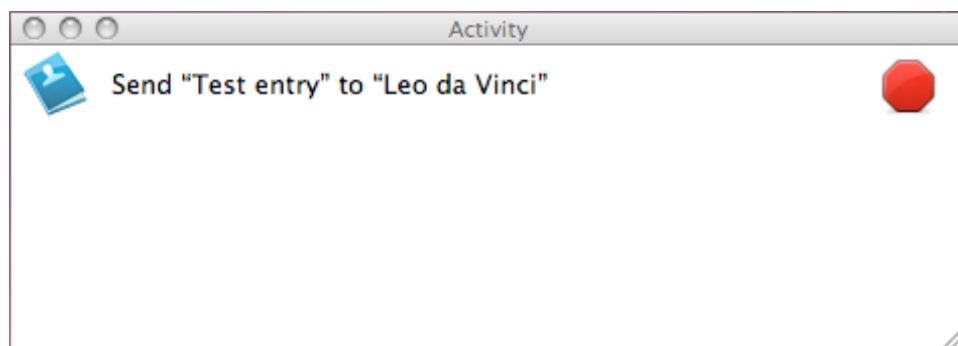 Activity
Send “Test entry” to “Leo da Vinci”